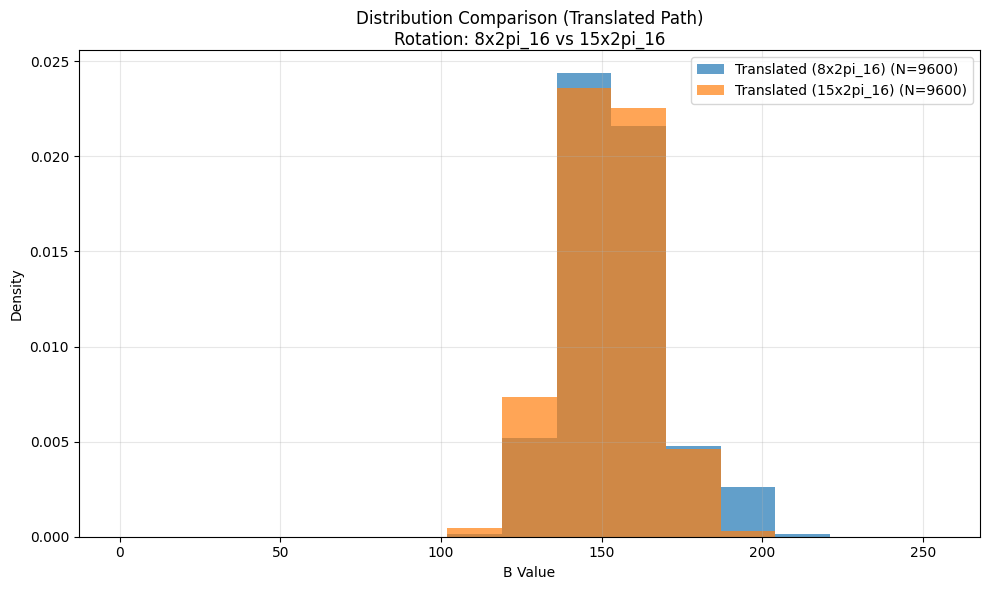 Distribution Comparison (Translated Path)
Rotation: 8x2pi_16 vs 15x2pi_16
Translated (8x2pi_16) (N=9600)
Translated (15x2pi_16) (N=9600)
Density
0.025
0.020
0.015
0.010
0.005
0.000
0 50 100 150 200 250
B Value